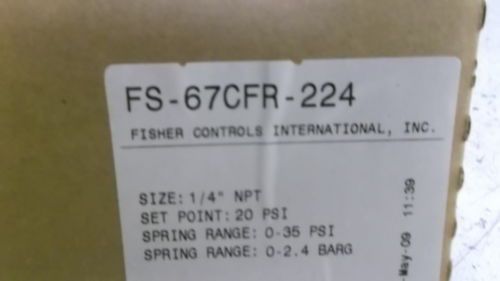 FS-67CFR-224
FISHER CONTROLS INTERNATIONAL, INC.
SIZE: 1/4" NPT
SET POINT: 20 PSI
SPRING RANGE: 0-35 PSI
SPRING RANGE: 0-2.4 BARG
-May-09 11:39